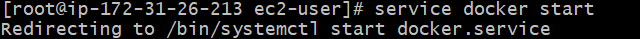 [root@ip-172-31-26-213 ec2-user]# service docker start
Redirecting to /bin/systemctl start docker.service